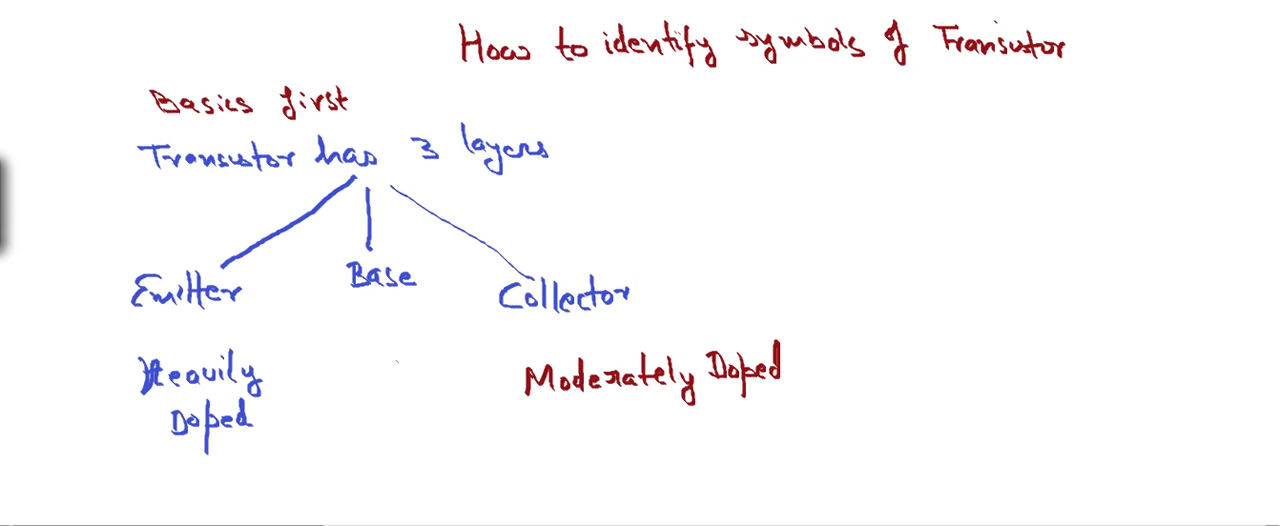 How to identify symbols of Transistor
Basics first
Transistor has 3 layers
Emitter Base Collector
Heavily Moderately Doped
Doped